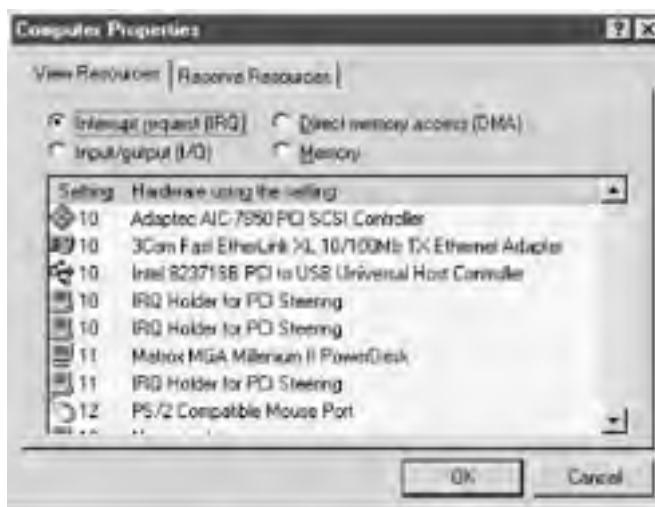 Computer Properties
View Resources Reserve Resources
Interrupt request (IRQ) Direct memory access (DMA)
Input/output (I/O) Memory
Setting Hardware using the setting
10 Adaptec AIC-7850 PCI SCSI Controller
10 3Com Fast EtherLink XL 10/100Mb TX Ethernet Adapter
10 Intel 82371SB PCI to USB Universal Host Controller
10 IRQ Holder for PCI Steering
10 IRQ Holder for PCI Steering
11 Matrox MGA Millenium II PowerDesk
11 IRQ Holder for PCI Steering
12 PS/2 Compatible Mouse Port
OK Cancel